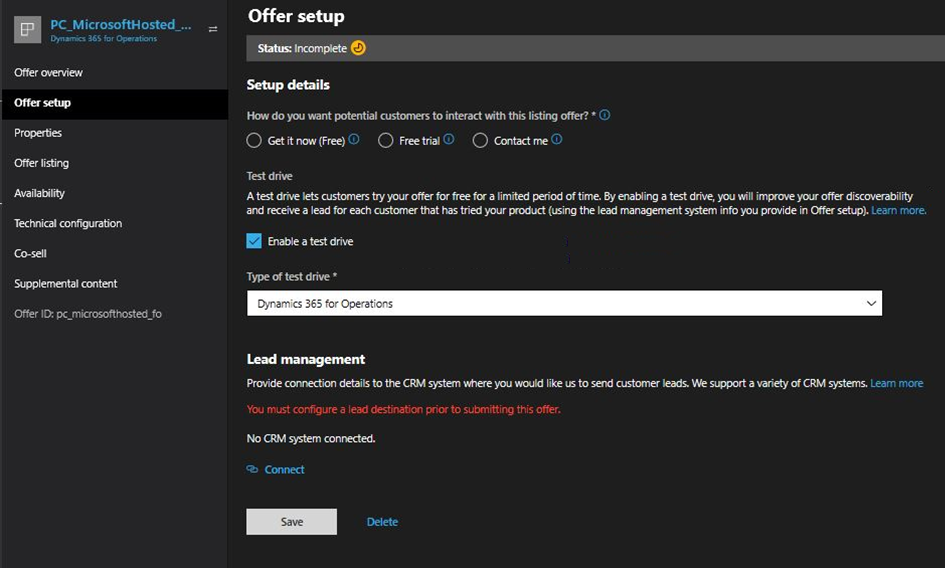 PC_MicrosoftHosted_...
Dynamics 365 for Operations
Offer overview
Offer setup
Properties
Offer listing
Availability
Technical configuration
Co-sell
Supplemental content
Offer ID: pc_microsofthosted_fo
Offer setup
Status: Incomplete
Setup details
How do you want potential customers to interact with this listing offer? *
Get it now (Free) Free trial Contact me
Test drive
A test drive lets customers try your offer for free for a limited period of time. By enabling a test drive, you will improve your offer discoverability
and receive a lead for each customer that has tried your product (using the lead management system info you provide in Offer setup). Learn more.
Enable a test drive
Type of test drive *
Dynamics 365 for Operations
Lead management
Provide connection details to the CRM system where you would like us to send customer leads. We support a variety of CRM systems. Learn more
You must configure a lead destination prior to submitting this offer.
No CRM system connected.
Connect
Save Delete